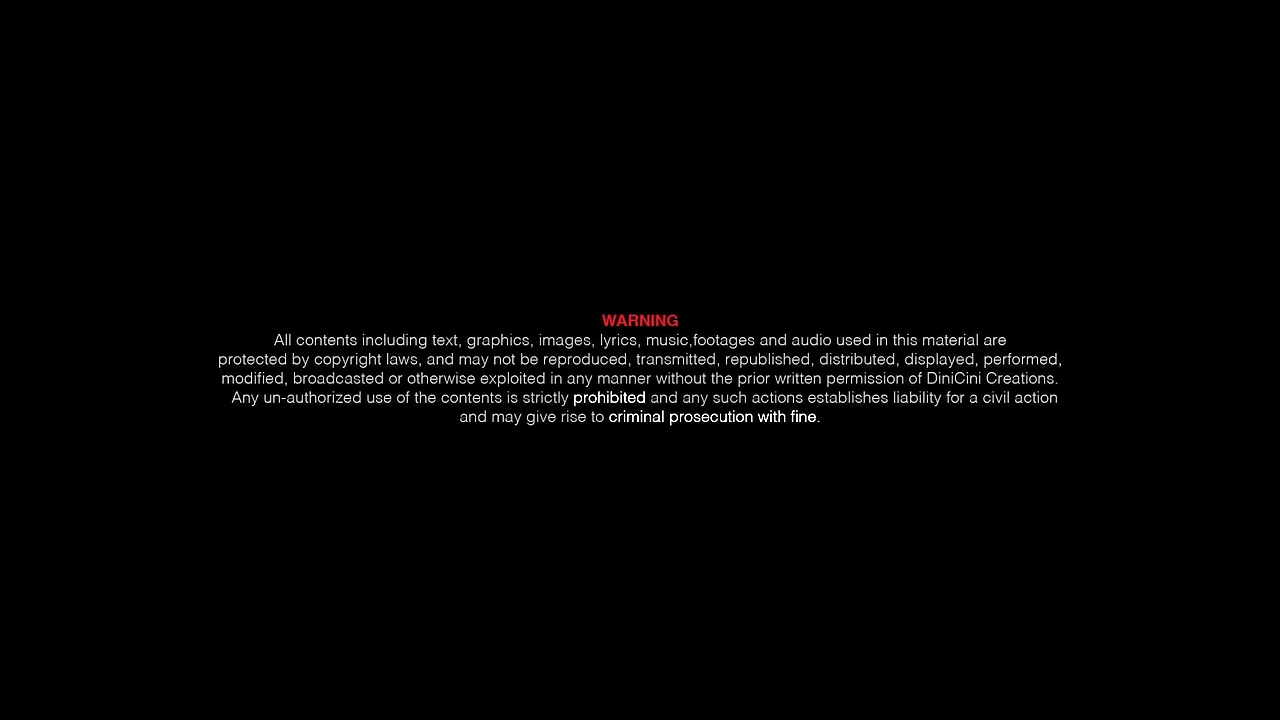 WARNING
All contents including text, graphics, images, lyrics, music,footages and audio used in this material are
protected by copyright laws, and may not be reproduced, transmitted, republished, distributed, displayed, performed,
modified, broadcasted or otherwise exploited in any manner without the prior written permission of DiniCini Creations.
Any un-authorized use of the contents is strictly prohibited and any such actions establishes liability for a civil action
and may give rise to criminal prosecution with fine.